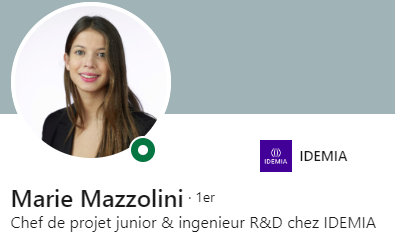 IDEMIA
IDEMIA
Marie Mazzolini · 1er
Chef de projet junior & ingenieur R&D chez IDEMIA